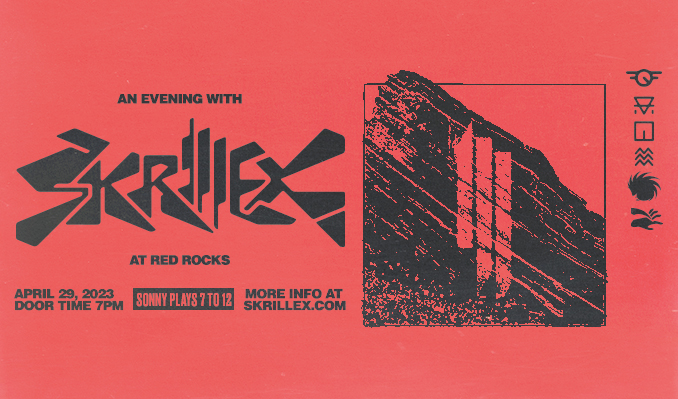 AN EVENING WITH
SKRILLEX
AT RED ROCKS
APRIL 29, 2023
DOOR TIME 7PM
SONNY PLAYS 7 TO 12
MORE INFO AT
SKRILLEX.COM